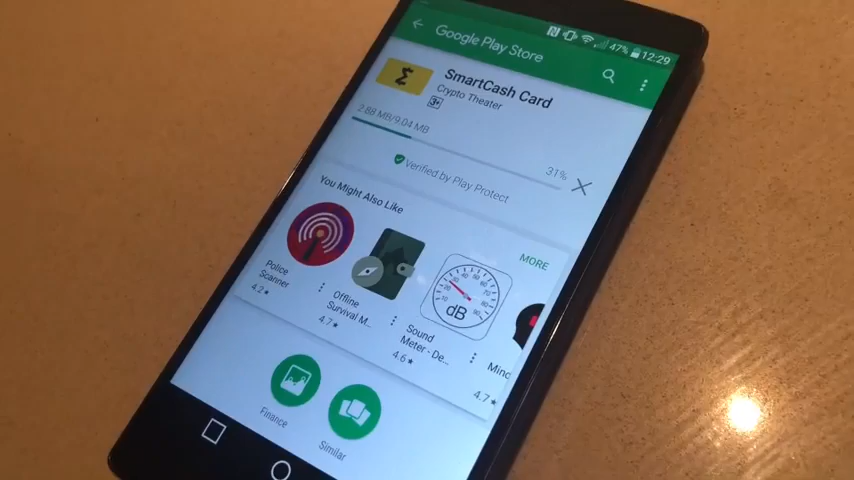 47% 12:29
Google Play Store
Σ
SmartCash Card
Crypto Theater
3+
2.88 MB/9.04 MB
31%
Verified by Play Protect
You Might Also Like
MORE
Police
Scanner
4.2★
Offline
Survival M...
4.7★
Sound
Meter - De...
4.6★
4.7★
dB
Finance
Similar